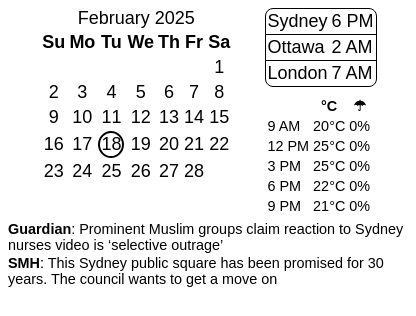 February 2025
Su Mo Tu We Th Fr Sa
1
2 3 4 5 6 7 8
9 10 11 12 13 14 15
16 17 18 19 20 21 22
23 24 25 26 27 28
Sydney 6 PM
Ottawa 2 AM
London 7 AM
°C ☂
9 AM 20°C 0%
12 PM 25°C 0%
3 PM 25°C 0%
6 PM 22°C 0%
9 PM 21°C 0%
Guardian: Prominent Muslim groups claim reaction to Sydney
nurses video is ‘selective outrage’
SMH: This Sydney public square has been promised for 30
years. The council wants to get a move on